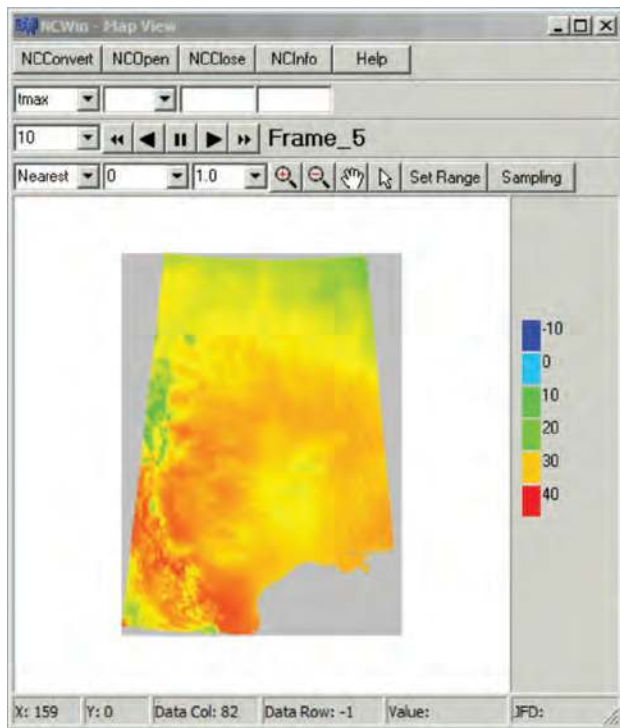 NCWin - Map View
NCConvert NCOpen NCClose NCInfo Help
tmax
10 Frame_5
Nearest 0 1.0 Set Range Sampling
-10
0
10
20
30
40
X: 159 Y: 0 Data Col: 82 Data Row: -1 Value: JFD: